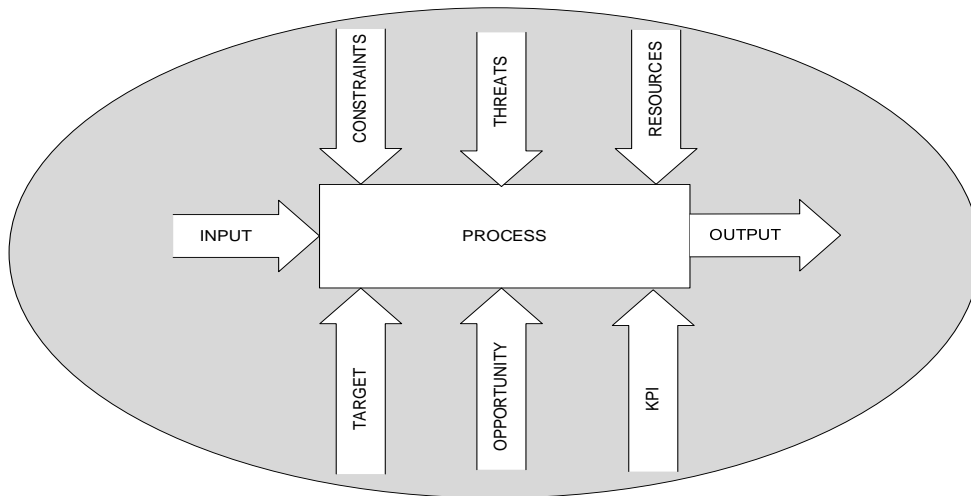 CONSTRAINTS
THREATS
RESOURCES
INPUT
PROCESS
OUTPUT
TARGET
OPPORTUNITY
KPI